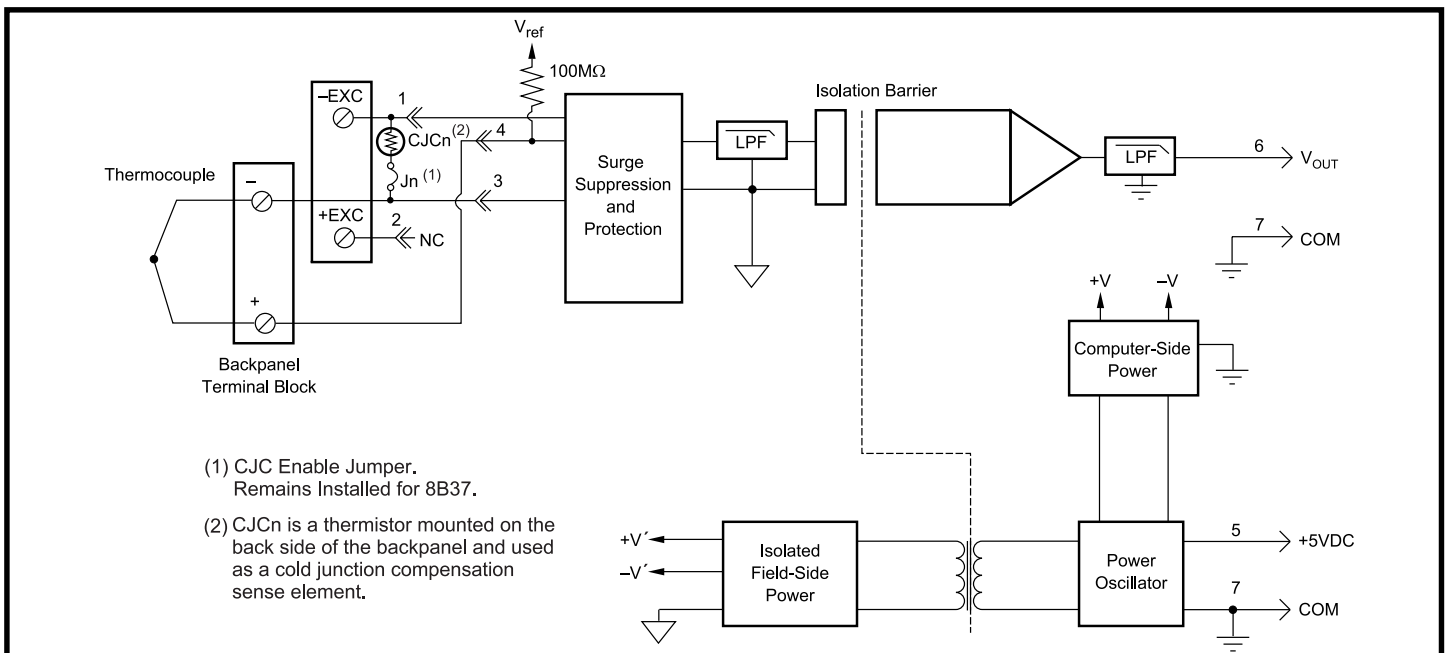 V_ref
100MΩ
Isolation Barrier
–EXC
1
CJCn (2)
4
LPF
Surge
Suppression
and
Protection
LPF
6
V_OUT
Thermocouple
–
Jn (1)
3
+EXC
2
NC
7
COM
+
+V
–V
Backpanel
Terminal Block
Computer-Side
Power
(1) CJC Enable Jumper.
Remains Installed for 8B37.
(2) CJCn is a thermistor mounted on the
back side of the backpanel and used
as a cold junction compensation
sense element.
+V´
–V´
Isolated
Field-Side
Power
Power
Oscillator
5
+5VDC
7
COM